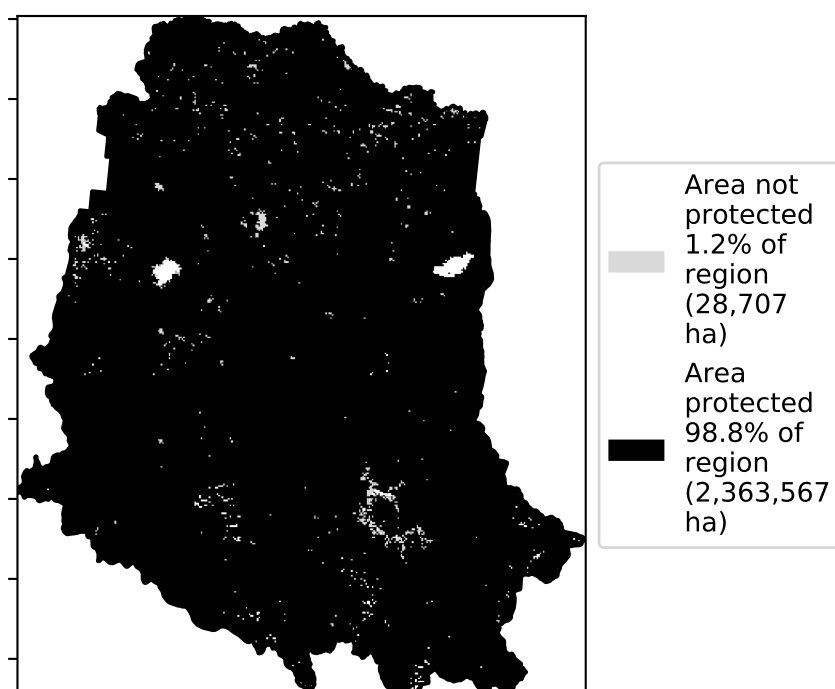 Area not
protected
1.2% of
region
(28,707
ha)
Area
protected
98.8% of
region
(2,363,567
ha)